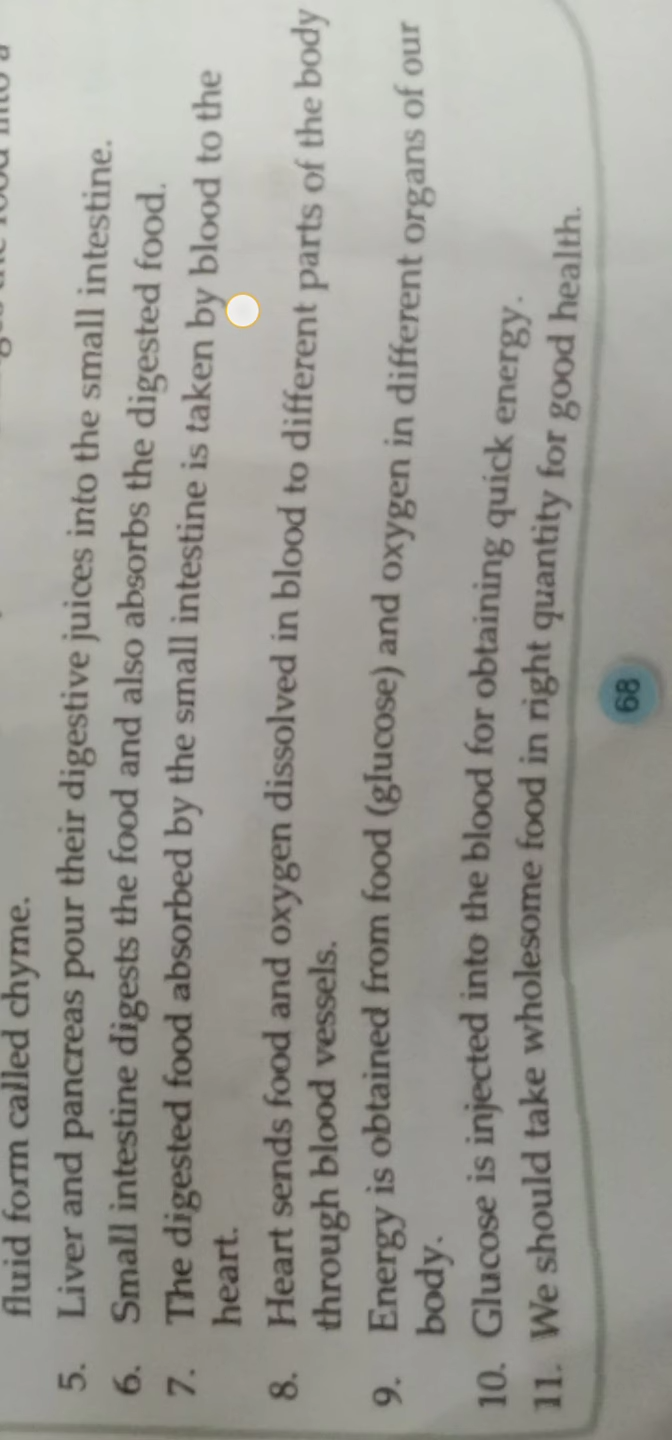 fluid form called chyme.
5. Liver and pancreas pour their digestive juices into the small intestine.
6. Small intestine digests the food and also absorbs the digested food.
7. The digested food absorbed by the small intestine is taken by blood to the
heart.
8. Heart sends food and oxygen dissolved in blood to different parts of the body
through blood vessels.
9. Energy is obtained from food (glucose) and oxygen in different organs of our
body.
10. Glucose is injected into the blood for obtaining quick energy.
11. We should take wholesome food in right quantity for good health.
68